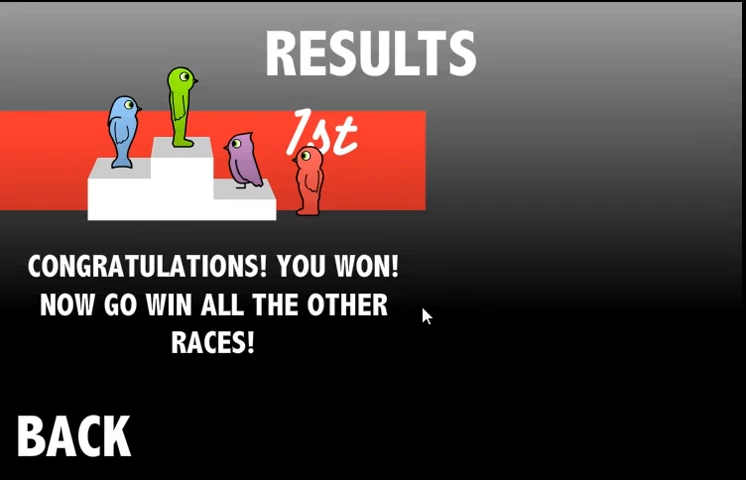 RESULTS
1st
CONGRATULATIONS! YOU WON!
NOW GO WIN ALL THE OTHER
RACES!
BACK